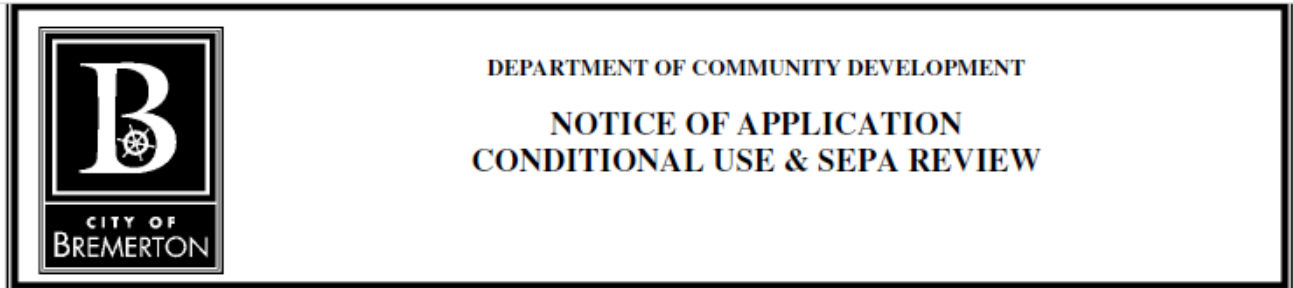 B
CITY OF
BREMERTON
DEPARTMENT OF COMMUNITY DEVELOPMENT
NOTICE OF APPLICATION
CONDITIONAL USE & SEPA REVIEW